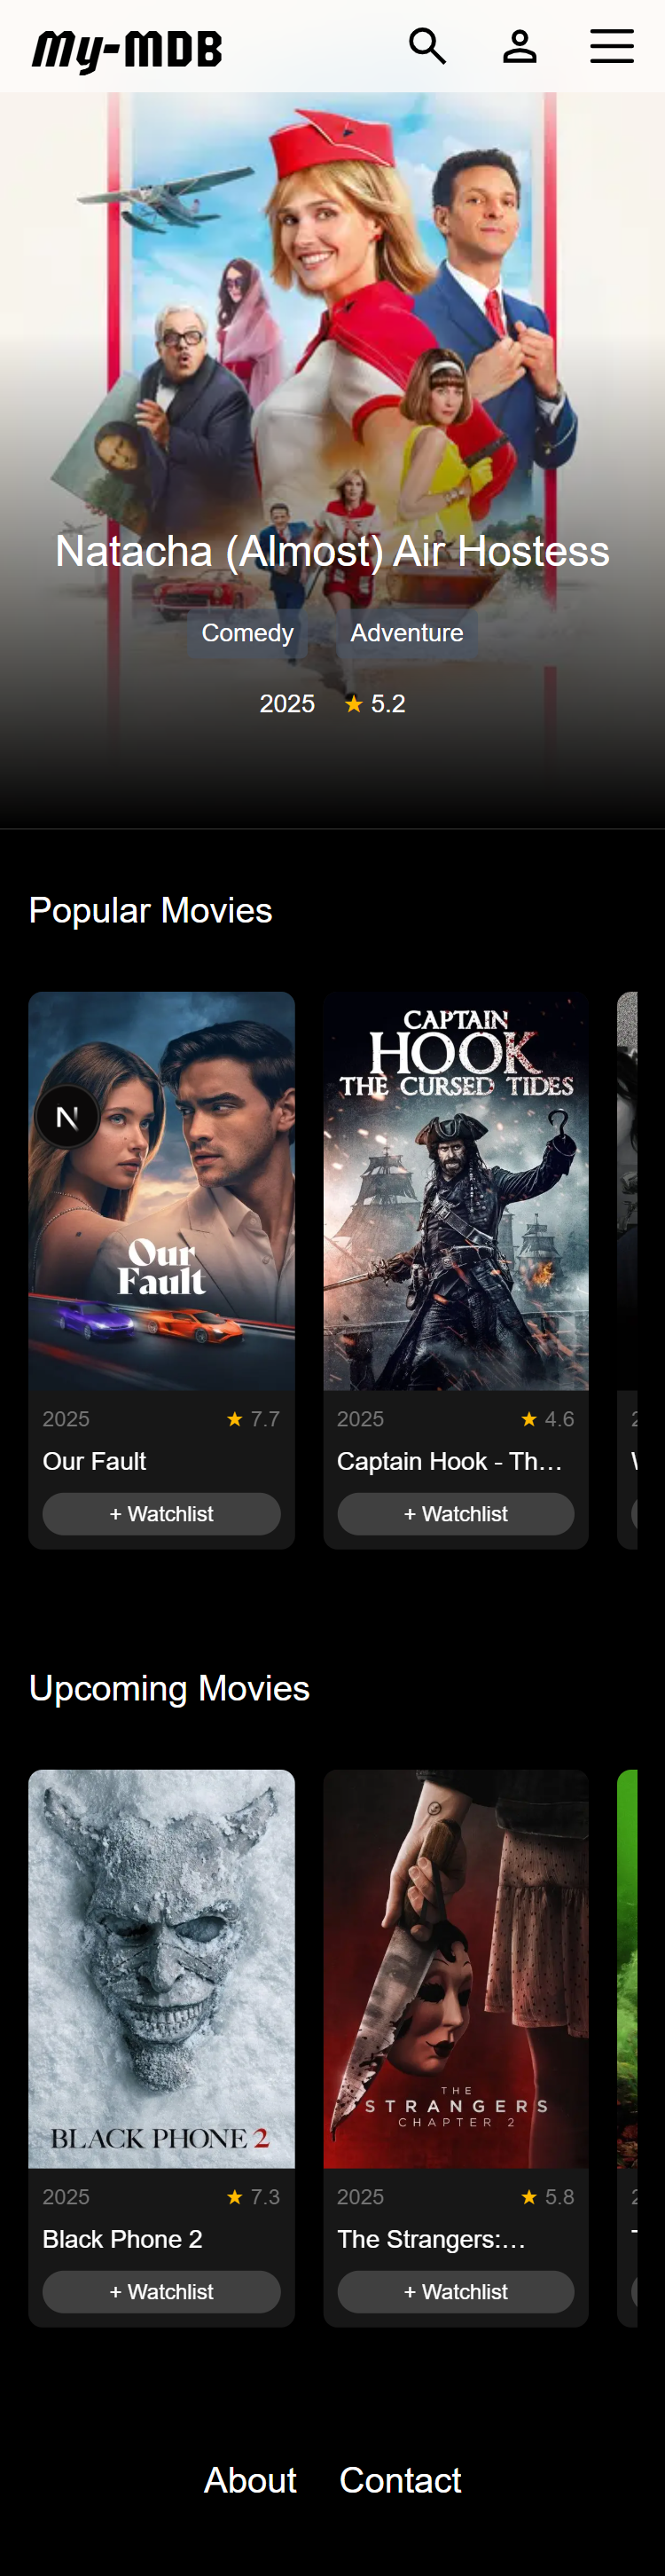 My-MDB
Natacha (Almost) Air Hostess
Comedy Adventure
2025 ★ 5.2
Popular Movies
N
Our
Fault
CAPTAIN
HOOK
THE CURSED TIDES
2025 ★ 7.7
Our Fault
+ Watchlist
2025 ★ 4.6
Captain Hook - Th...
+ Watchlist
Upcoming Movies
BLACK PHONE 2
THE
STRANGERS
CHAPTER 2
2025 ★ 7.3
Black Phone 2
+ Watchlist
2025 ★ 5.8
The Strangers:...
+ Watchlist
About Contact